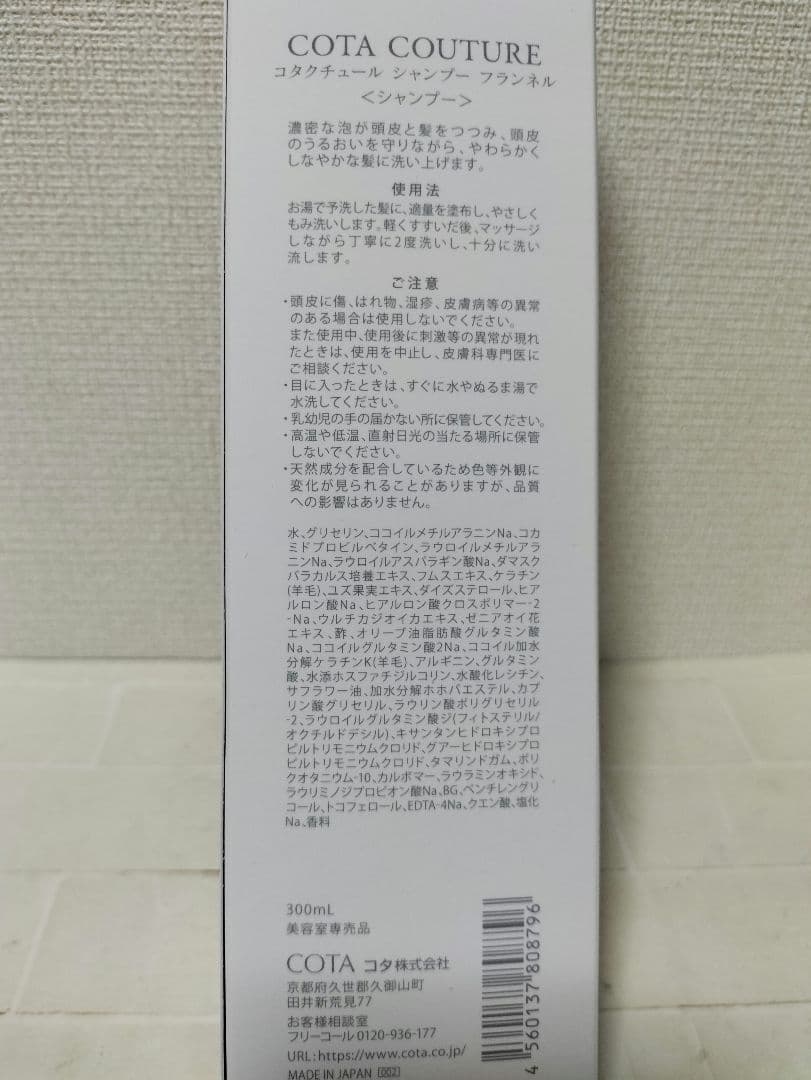 COTA COUTURE
コタクチュール シャンプー フランネル
＜シャンプー＞
濃密な泡が頭皮と髪をつつみ、頭皮
のうるおいを守りながら、やわらかく
しなやかな髪に洗い上げます。
使用法
お湯で予洗した髪に、適量を塗布し、やさしく
もみ洗いします。軽くすすいだ後、マッサージ
しながら丁寧に2度洗いし、十分に洗い
流します。
ご注意
・頭皮に傷、はれ物、湿疹、皮膚病等の異常
のある場合は使用しないでください。
また使用中、使用後に刺激等の異常が現れ
たときは、使用を中止し、皮膚科専門医に
ご相談ください。
・目に入ったときは、すぐに水やぬるま湯で
水洗してください。
・乳幼児の手の届かない所に保管してください。
・高温や低温、直射日光の当たる場所に保管
しないでください。
・天然成分を配合しているため色等外観に
変化が見られることがありますが、品質
への影響はありません。
水、グリセリン、ココイルメチルアラニンNa、コカ
ミドプロピルベタイン、ラウロイルメチルアラ
ニンNa、ラウロイルアスパラギン酸Na、ダマスク
バラカルス培養エキス、フムスエキス、ケラチン
(羊毛)、ユズ果実エキス、ダイズステロール、ヒア
ルロン酸Na、ヒアルロン酸クロスポリマー-2
-Na、ウルチカジオイカエキス、ゼニアオイ花
エキス、酢、オリーブ油脂肪酸グルタミン酸
Na、ココイルグルタミン酸2Na、ココイル加水
分解ケラチンK(羊毛)、アルギニン、グルタミン
酸、水添ホスファチジルコリン、水酸化レシチン、
サフラワー油、加水分解ホホバエステル、カプ
リン酸グリセリル、ラウリン酸ポリグリセリル
-2、ラウロイルグルタミン酸ジ(フィトステリル/
オクチルドデシル)、キサンタンヒドロキシプロ
ピルトリモニウムクロリド、グアーヒドロキシプロ
ピルトリモニウムクロリド、タマリンドガム、ポリ
クオタニウム-10、カルボマー、ラウラミンオキシド、
ラウリミノジプロピオン酸Na、BG、ペンチレングリ
コール、トコフェロール、EDTA-4Na、クエン酸、塩化
Na、香料
300mL
美容室専売品
COTA コタ株式会社
京都府久世郡久御山町
田井新荒見77
お客様相談室
フリーコール 0120-936-177
URL:https://www.cota.co.jp/
MADE IN JAPAN 002
4 560137 808796